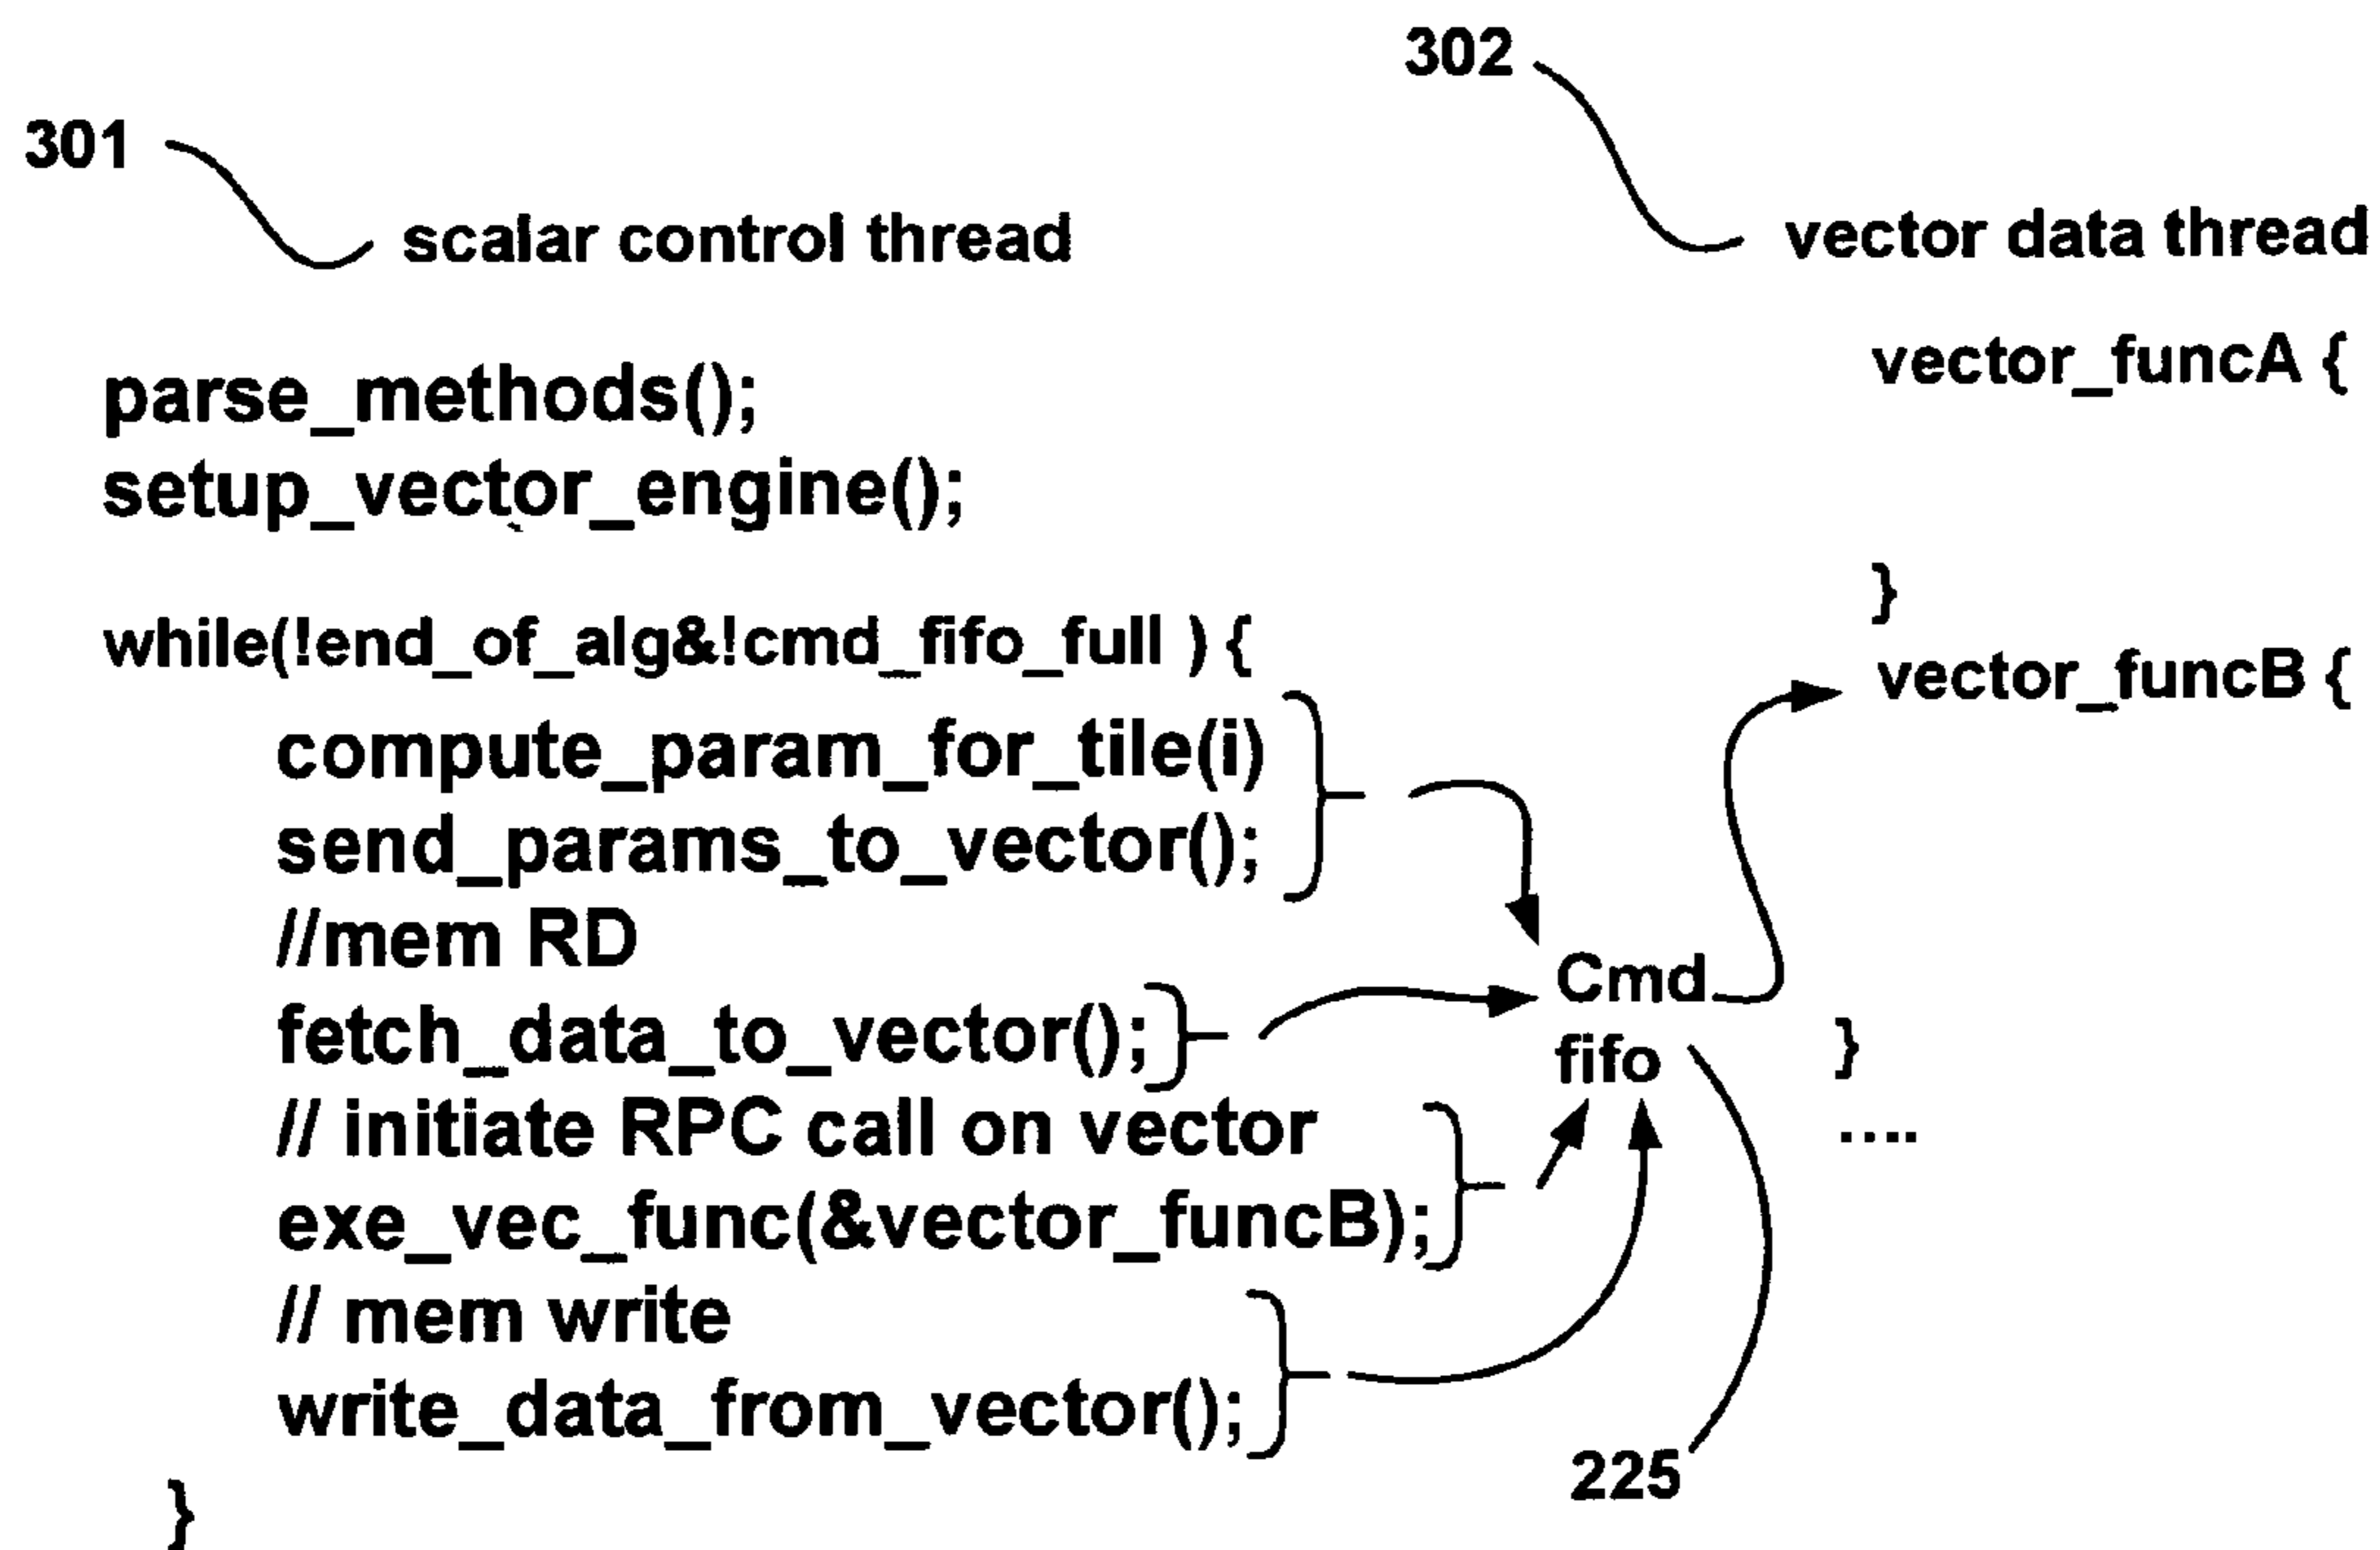 302
301
scalar control thread
vector data thread
parse_methods();
setup_vector_engine();
while(!end_of_alg&!cmd_fifo_full ) {
compute_param_for_tile(i)
send_params_to_vector();
//mem RD
fetch_data_to_vector();
// initiate RPC call on vector
exe_vec_func(&vector_funcB);
// mem write
write_data_from_vector();
}
Cmd
fifo
225
vector_funcA {
}
vector_funcB {
}
....